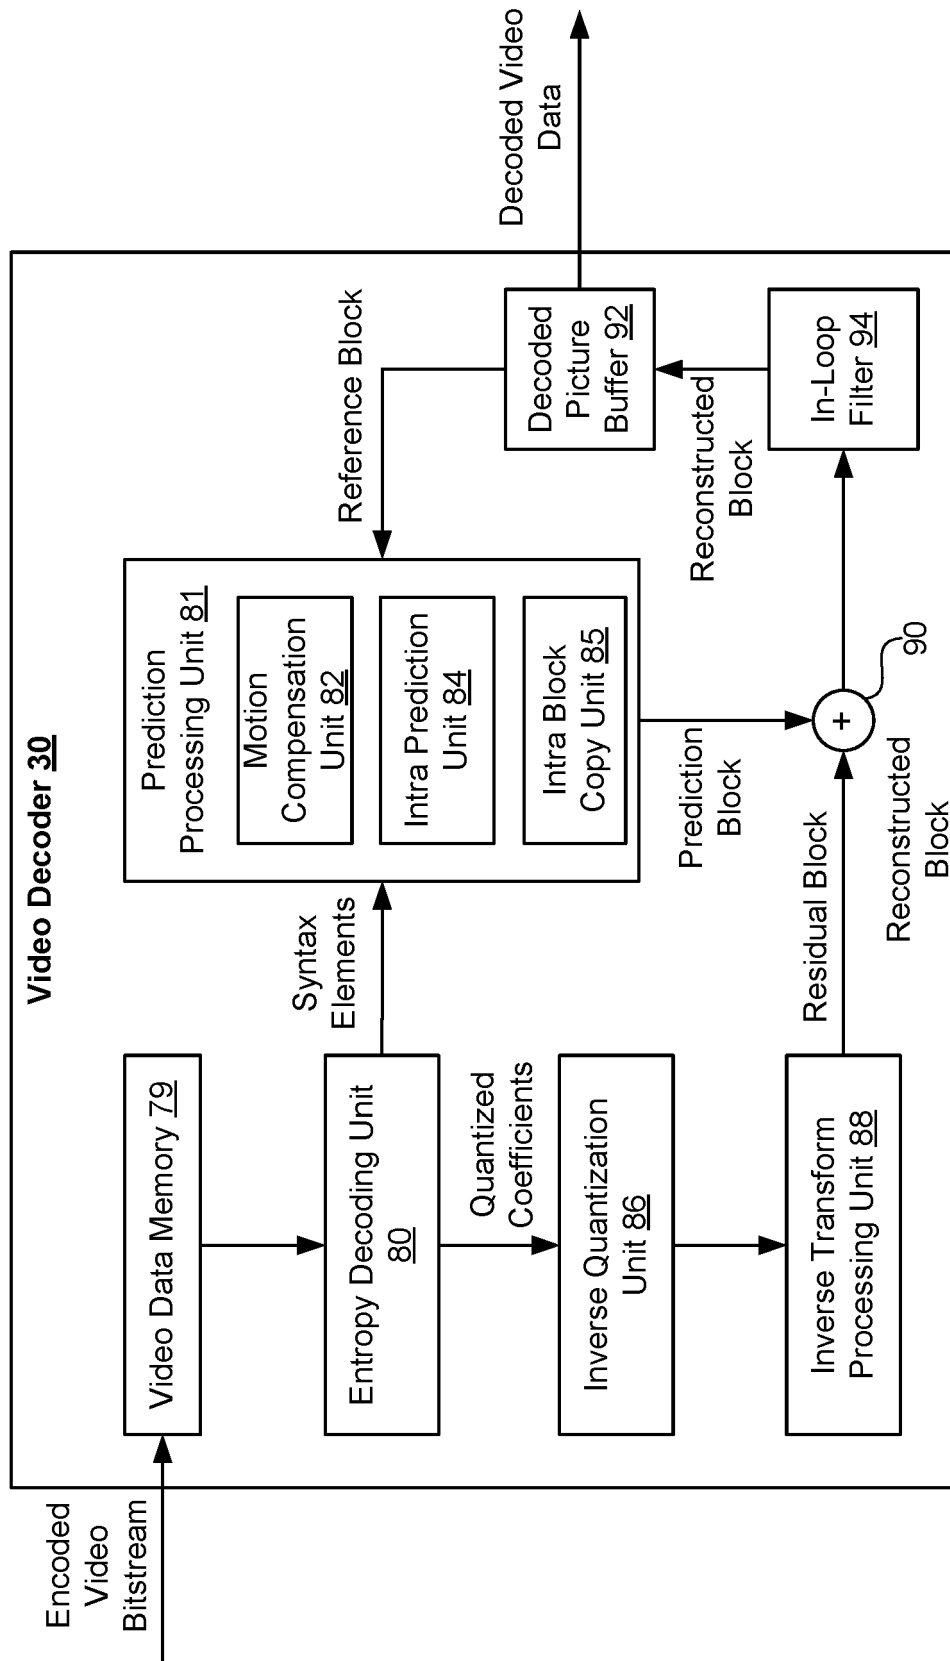 Video Decoder 30
Encoded
Video
Bitstream
Video Data Memory 79
Entropy Decoding Unit
80
Syntax
Elements
Quantized
Coefficients
Inverse Quantization
Unit 86
Inverse Transform
Processing Unit 88
Prediction
Processing Unit 81
Motion
Compensation
Unit 82
Intra Prediction
Unit 84
Intra Block
Copy Unit 85
Prediction
Block
Residual Block
+
90
Reconstructed
Block
In-Loop
Filter 94
Reconstructed
Block
Decoded
Picture
Buffer 92
Reference Block
Decoded Video
Data